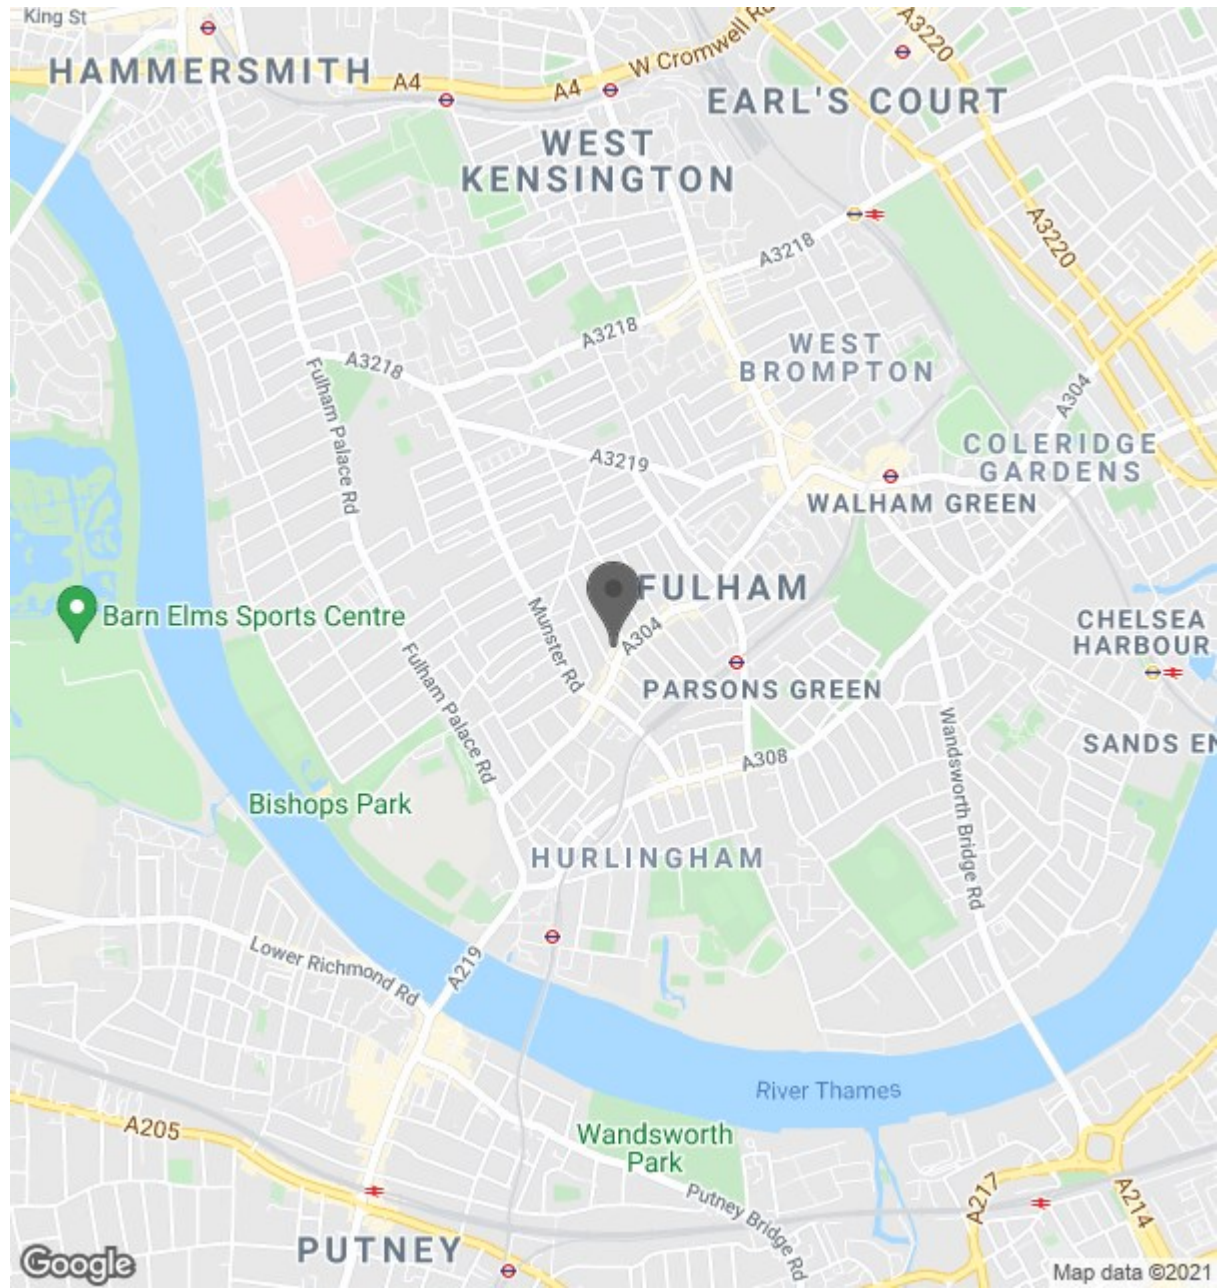 King St
HAMMERSMITH
A4
A4
W Cromwell Rd
A3220
EARL'S COURT
WEST
KENSINGTON
A3220
A3218
A3218
A3218
WEST
BROMPTON
A304
Fulham Palace Rd
A3219
COLERIDGE
GARDENS
WALHAM GREEN
FULHAM
Barn Elms Sports Centre
Munster Rd
A304
CHELSEA
HARBOUR
Fulham Palace Rd
PARSONS GREEN
Wandsworth Bridge Rd
SANDS EN
A308
Bishops Park
HURLINGHAM
Lower Richmond Rd
A219
River Thames
A205
Wandsworth
Park
Putney Bridge Rd
A217
A214
PUTNEY
Google
Map data ©2021